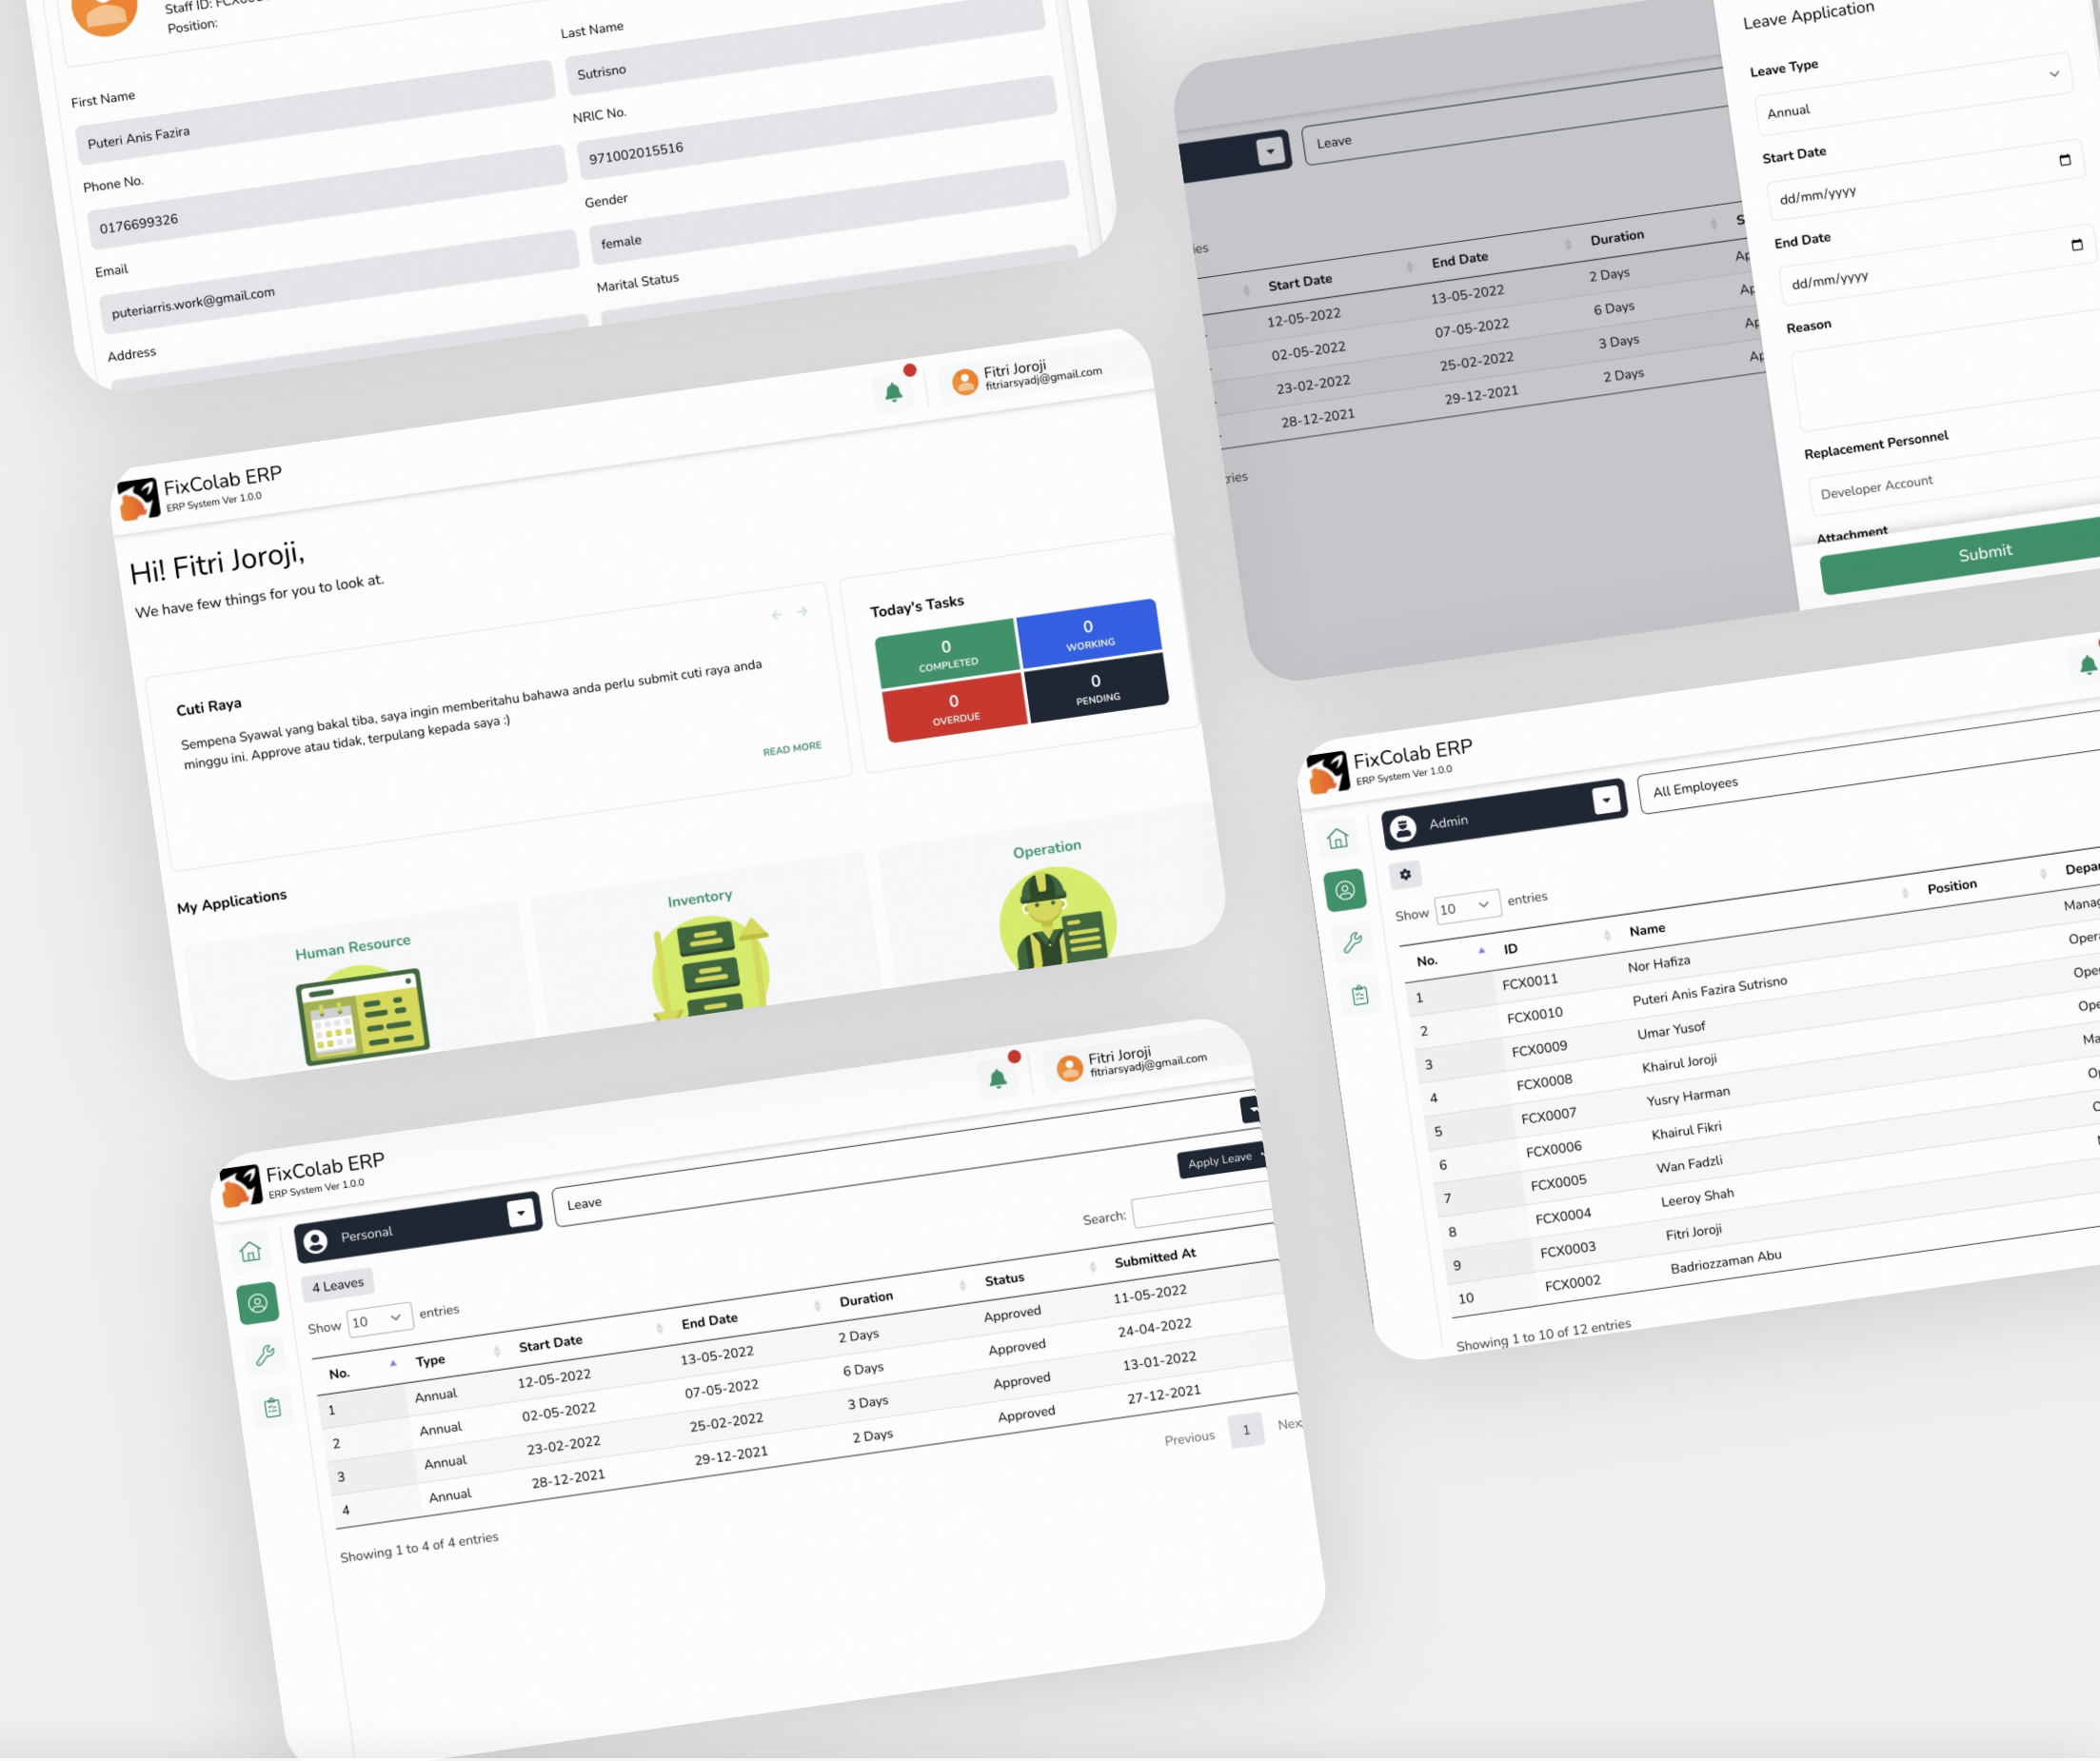 Staff ID:
Position:
First Name
Puteri Anis Fazira
Last Name
Sutrisno
Phone No.
0176699326
NRIC No.
971002015516
Email
puteriarris.work@gmail.com
Gender
female
Address
Marital Status
Leave
Start Date End Date Duration
12-05-2022 13-05-2022 2 Days
02-05-2022 07-05-2022 6 Days
23-02-2022 25-02-2022 3 Days
28-12-2021 29-12-2021 2 Days
Leave Application
Leave Type
Annual
Start Date
dd/mm/yyyy
End Date
dd/mm/yyyy
Reason
Replacement Personnel
Developer Account
Attachment
Submit
FixColab ERP
ERP System Ver 1.0.0
Fitri Joroji
fitriarsyadj@gmail.com
Hi! Fitri Joroji,
We have few things for you to look at.
Cuti Raya
Sempena Syawal yang bakal tiba, saya ingin memberitahu bahawa anda perlu submit cuti raya anda
minggu ini. Approve atau tidak, terpulang kepada saya :)
READ MORE
Today's Tasks
0
COMPLETED
0
WORKING
0
OVERDUE
0
PENDING
My Applications
Human Resource
Inventory
Operation
FixColab ERP
ERP System Ver 1.0.0
Admin
All Employees
Show 10 entries
No. ID Name Position
1 FCX0011 Nor Hafiza
2 FCX0010 Puteri Anis Fazira Sutrisno
3 FCX0009 Umar Yusof
4 FCX0008 Khairul Joroji
5 FCX0007 Yusry Harman
6 FCX0006 Khairul Fikri
7 FCX0005 Wan Fadzli
8 FCX0004 Leeroy Shah
9 FCX0003 Fitri Joroji
10 FCX0002 Badriozzaman Abu
Showing 1 to 10 of 12 entries
FixColab ERP
ERP System Ver 1.0.0
Fitri Joroji
fitriarsyadj@gmail.com
Personal
Leave
Apply Leave
4 Leaves
Search:
Show 10 entries
No. Type Start Date End Date Duration Status Submitted At
1 Annual 12-05-2022 13-05-2022 2 Days Approved 11-05-2022
2 Annual 02-05-2022 07-05-2022 6 Days Approved 24-04-2022
3 Annual 23-02-2022 25-02-2022 3 Days Approved 13-01-2022
4 Annual 28-12-2021 29-12-2021 2 Days Approved 27-12-2021
Showing 1 to 4 of 4 entries
Previous 1